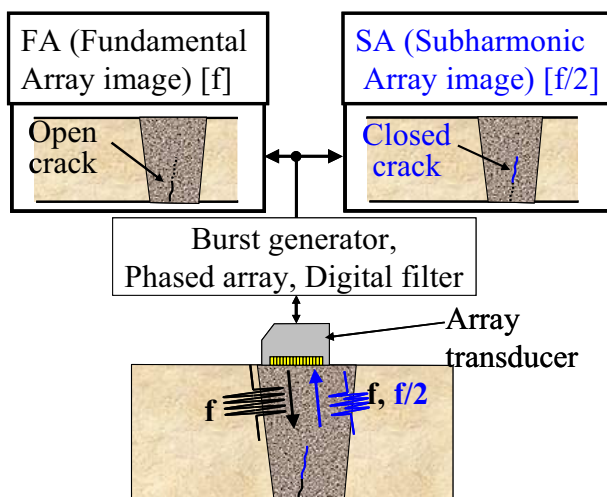 FA (Fundamental
Array image) [f]
SA (Subharmonic
Array image) [f/2]
Open
crack
Closed
crack
Burst generator,
Phased array, Digital filter
Array
transducer
f
f, f/2